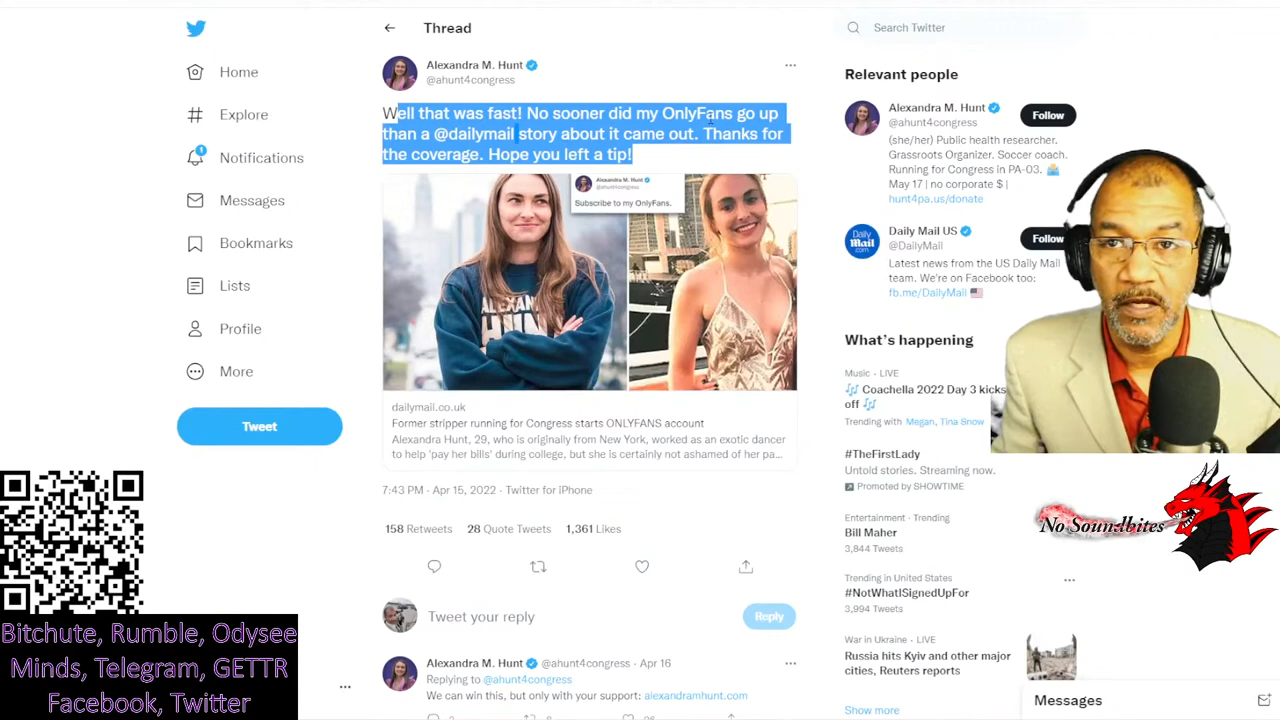 Thread
Search Twitter
Home
Explore
1
Notifications
Messages
Bookmarks
Lists
Profile
More
Tweet
Alexandra M. Hunt
@ahunt4congress
Well that was fast! No sooner did my OnlyFans go up
than a @dailymail story about it came out. Thanks for
the coverage. Hope you left a tip!
Alexandra M. Hunt
@ahunt4congress
Subscribe to my OnlyFans.
dailymail.co.uk
Former stripper running for Congress starts ONLYFANS account
Alexandra Hunt, 29, who is originally from New York, worked as an exotic dancer
to help 'pay her bills' during college, but she is certainly not ashamed of her pa...
7:43 PM · Apr 15, 2022 · Twitter for iPhone
158 Retweets 28 Quote Tweets 1,361 Likes
Tweet your reply
Reply
Alexandra M. Hunt @ahunt4congress · Apr 16
Replying to @ahunt4congress
We can win this, but only with your support: alexandramhunt.com
Relevant people
Alexandra M. Hunt
@ahunt4congress
Follow
(she/her) Public health researcher.
Grassroots Organizer. Soccer coach.
Running for Congress in PA-03.
May 17 | no corporate $ |
hunt4pa.us/donate
Daily Mail US
@DailyMail
Follow
Daily
Mail
.com
Latest news from the US Daily Mail
team. We're on Facebook too:
fb.me/DailyMail
What's happening
Music · LIVE
Coachella 2022 Day 3 kicks
off
Trending with Megan, Tina Snow
#TheFirstLady
Untold stories. Streaming now.
Promoted by SHOWTIME
Entertainment · Trending
Bill Maher
3,844 Tweets
Trending in United States
#NotWhatISignedUpFor
3,994 Tweets
War in Ukraine · LIVE
Russia hits Kyiv and other major
cities, Reuters reports
Show more
Messages
No Soundbites
Bitchute, Rumble, Odysee
Minds, Telegram, GETTR
Facebook, Twitter